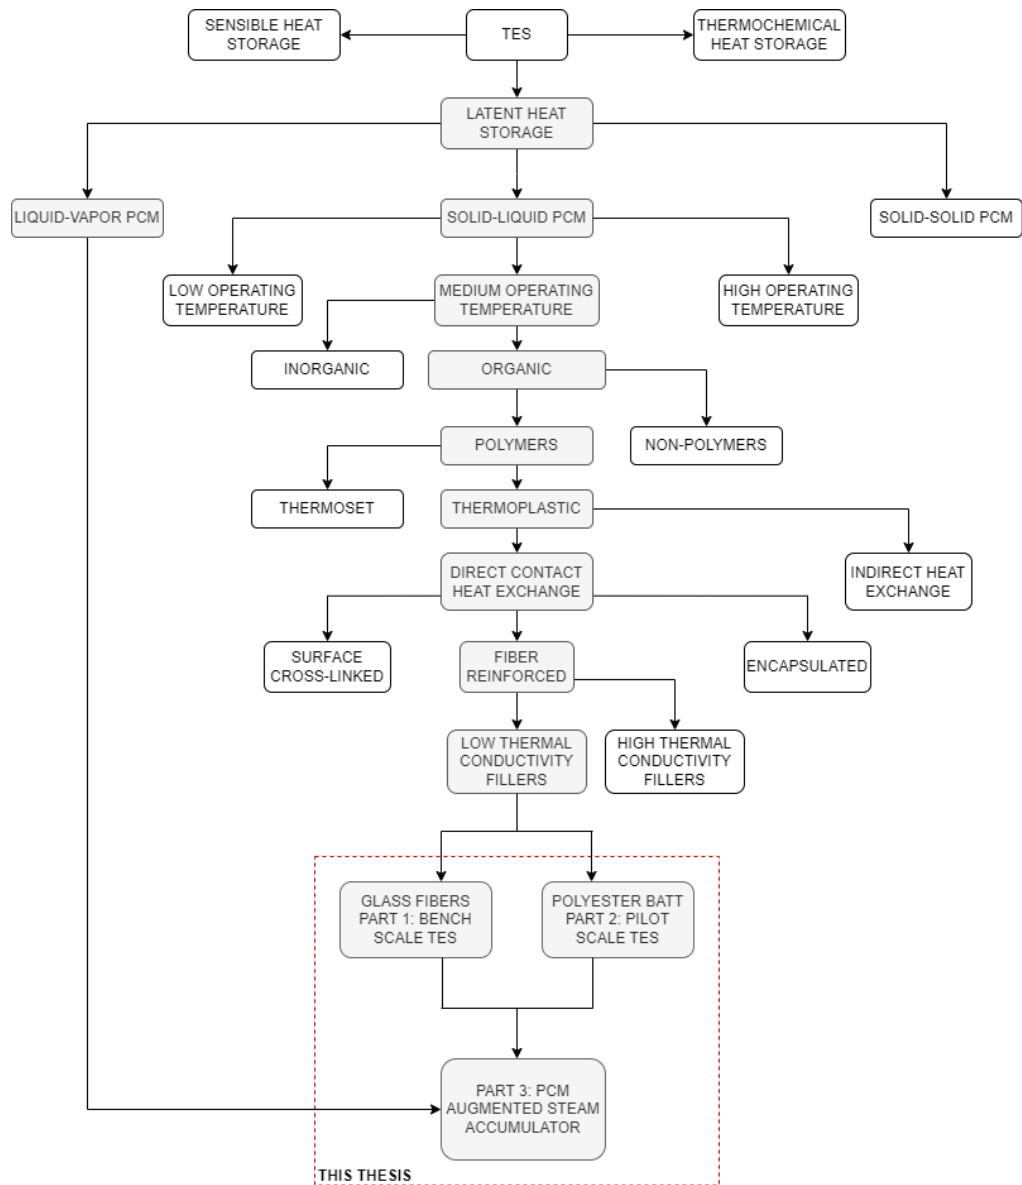 SENSIBLE HEAT
STORAGE
TES
THERMOCHEMICAL
HEAT STORAGE
LATENT HEAT
STORAGE
LIQUID-VAPOR PCM
SOLID-LIQUID PCM
SOLID-SOLID PCM
LOW OPERATING
TEMPERATURE
MEDIUM OPERATING
TEMPERATURE
HIGH OPERATING
TEMPERATURE
INORGANIC
ORGANIC
POLYMERS
NON-POLYMERS
THERMOSET
THERMOPLASTIC
DIRECT CONTACT
HEAT EXCHANGE
INDIRECT HEAT
EXCHANGE
SURFACE
CROSS-LINKED
FIBER
REINFORCED
ENCAPSULATED
LOW THERMAL
CONDUCTIVITY
FILLERS
HIGH THERMAL
CONDUCTIVITY
FILLERS
GLASS FIBERS
PART 1: BENCH
SCALE TES
POLYESTER BATT
PART 2: PILOT
SCALE TES
PART 3: PCM
AUGMENTED STEAM
ACCUMULATOR
THIS THESIS